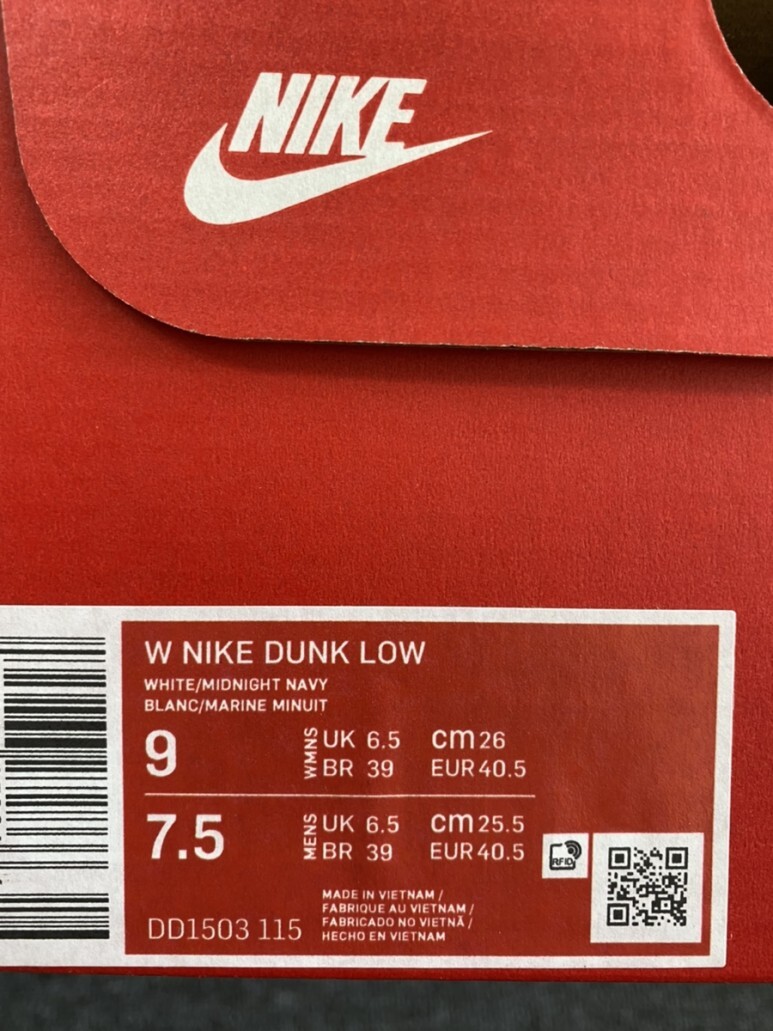 NIKE
W NIKE DUNK LOW
WHITE/MIDNIGHT NAVY
BLANC/MARINE MINUIT
9 WMNS UK 6.5 cm 26
BR 39 EUR 40.5
7.5 MENS UK 6.5 cm 25.5
BR 39 EUR 40.5
RFID
MADE IN VIETNAM /
FABRIQUE AU VIETNAM /
FABRICADO NO VIETNÃ /
HECHO EN VIETNAM
DD1503 115